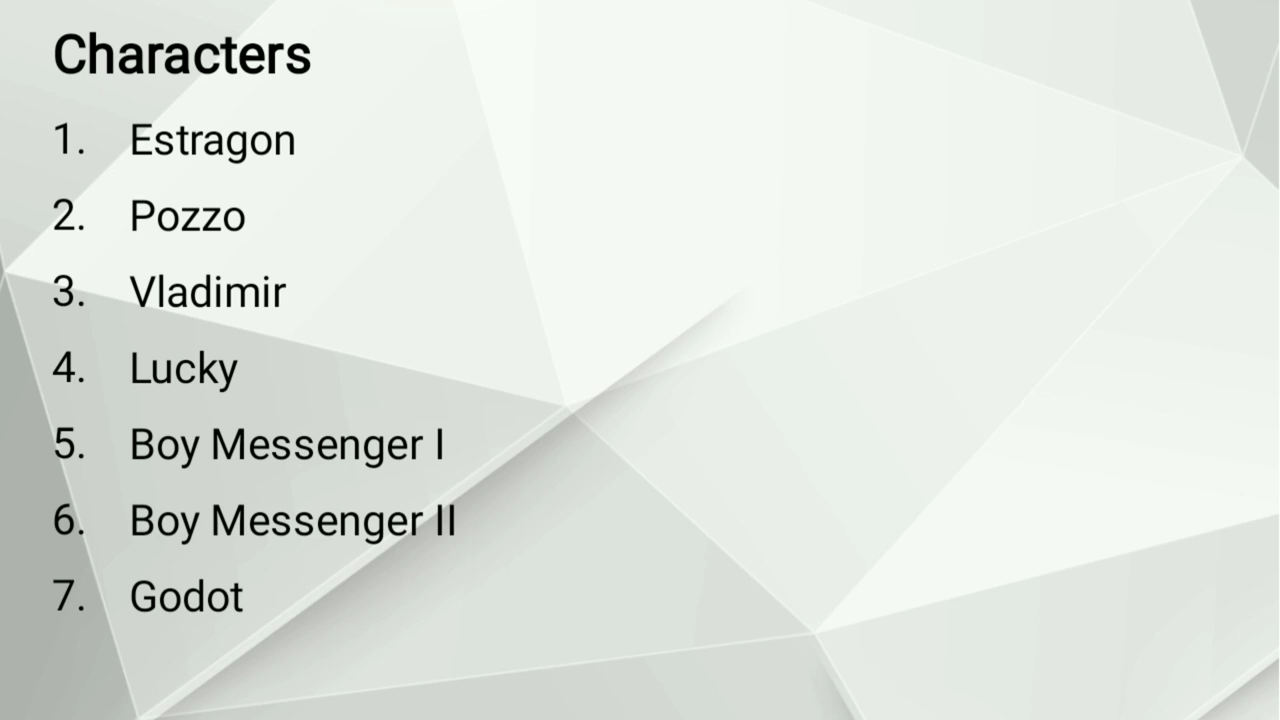 Characters
1. Estragon
2. Pozzo
3. Vladimir
4. Lucky
5. Boy Messenger I
6. Boy Messenger II
7. Godot